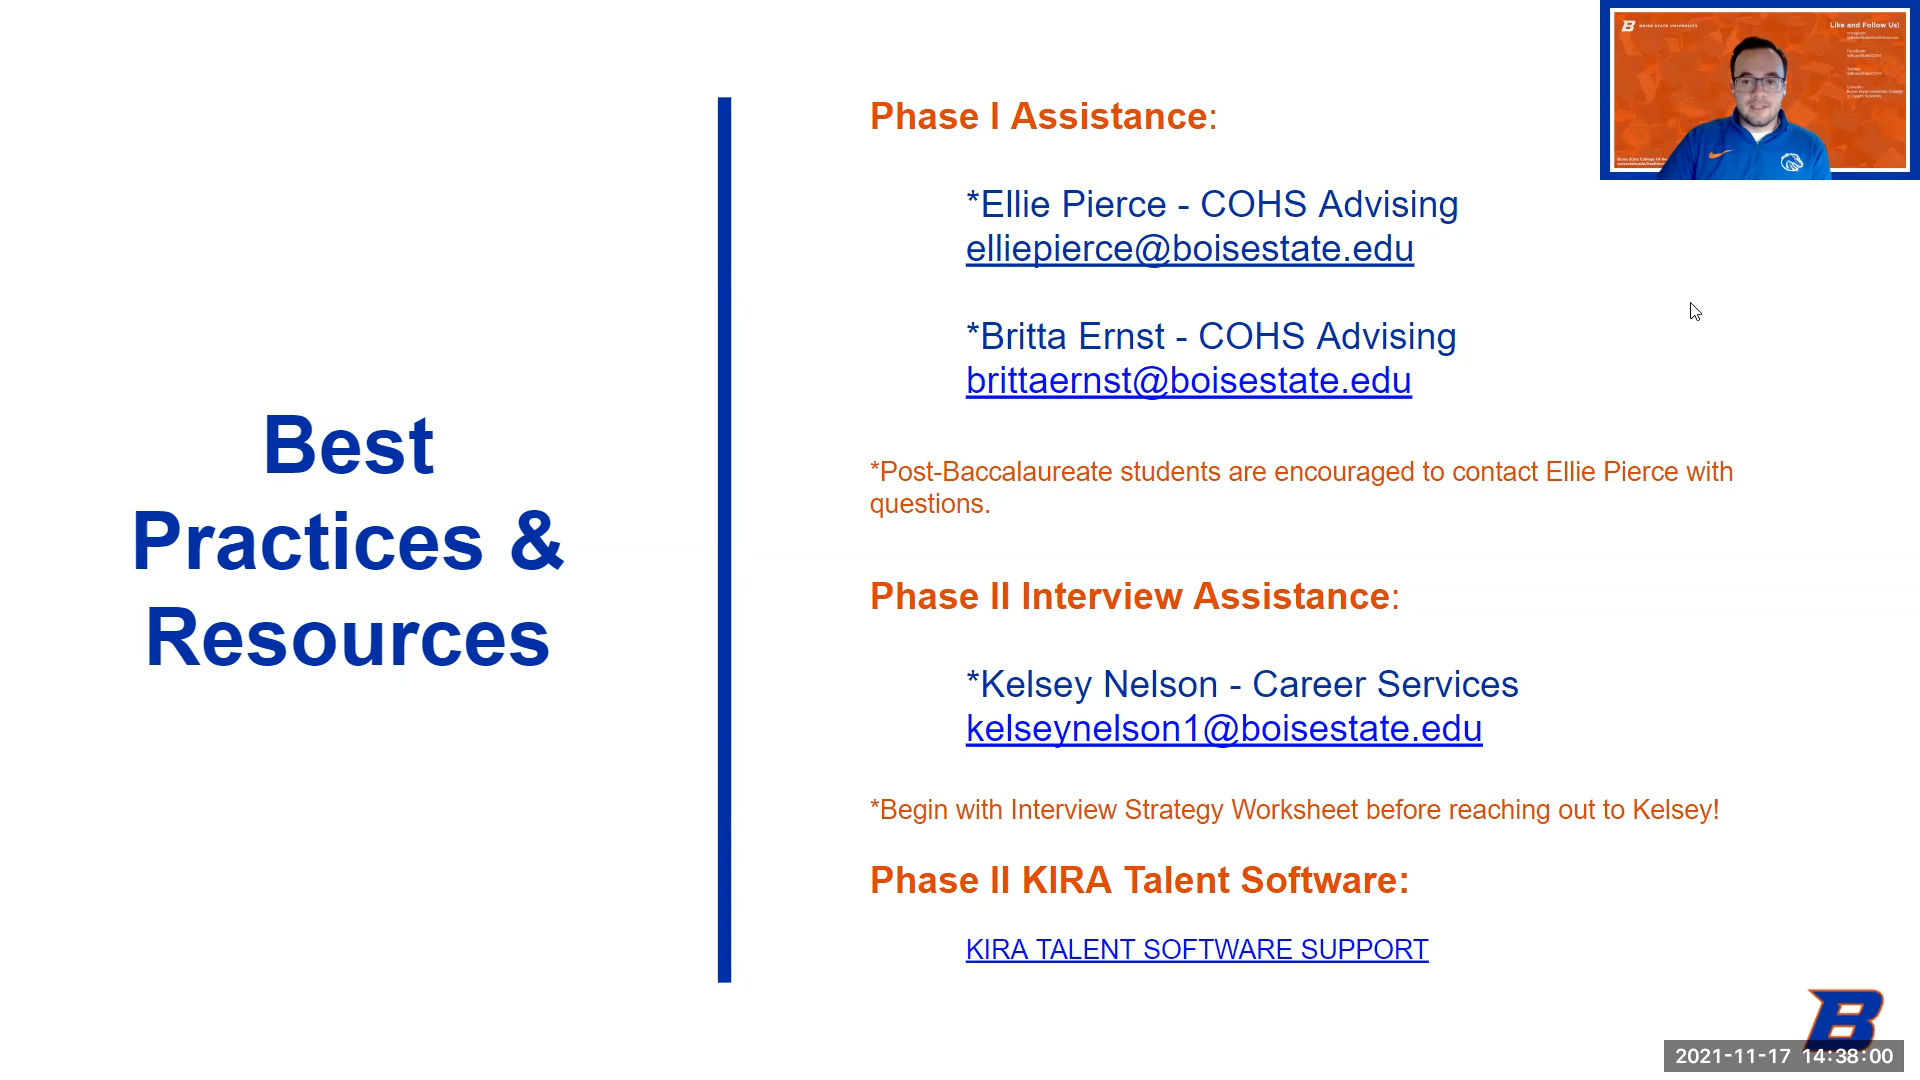 Best
Practices &
Resources
Phase I Assistance:
*Ellie Pierce - COHS Advising
elliepierce@boisestate.edu
*Britta Ernst - COHS Advising
brittaernst@boisestate.edu
*Post-Baccalaureate students are encouraged to contact Ellie Pierce with
questions.
Phase II Interview Assistance:
*Kelsey Nelson - Career Services
kelseynelson1@boisestate.edu
*Begin with Interview Strategy Worksheet before reaching out to Kelsey!
Phase II KIRA Talent Software:
KIRA TALENT SOFTWARE SUPPORT
B BOISE STATE UNIVERSITY
Like and Follow Us!
B
2021-11-17 14:38:00